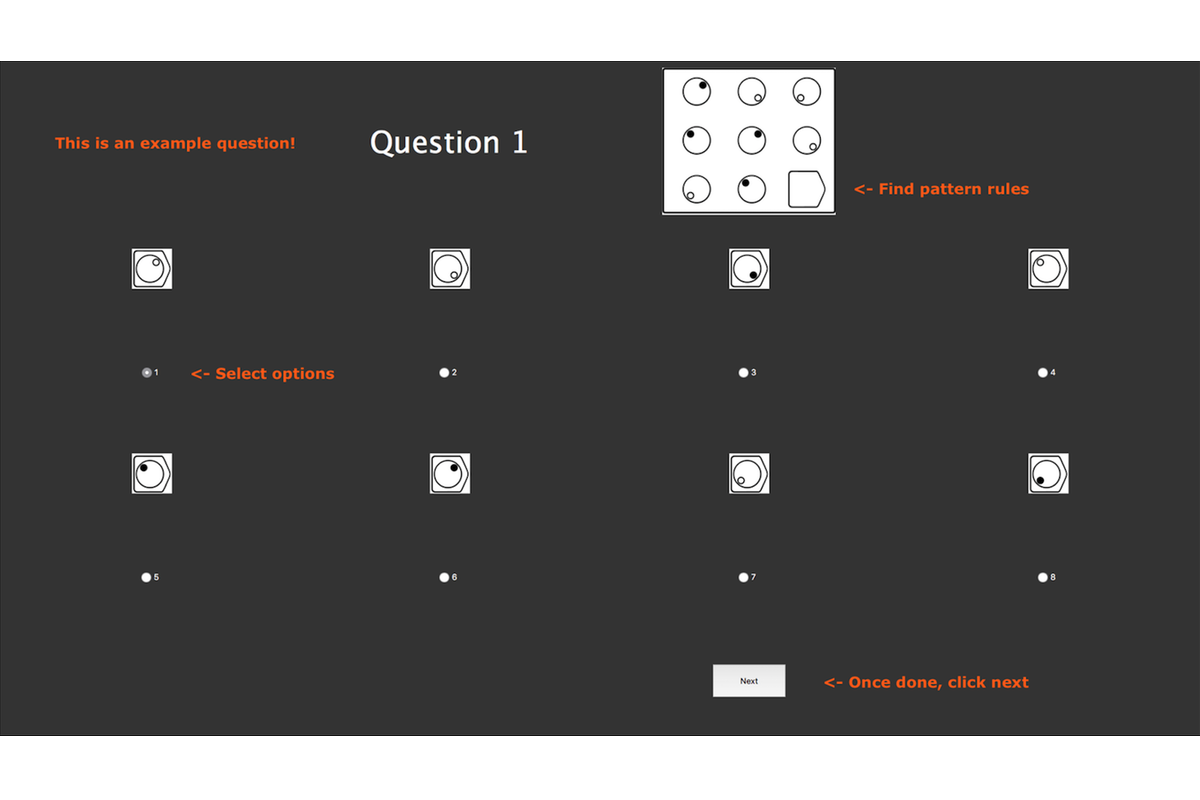 This is an example question!
Question 1
<- Find pattern rules
1
<- Select options
2
3
4
5
6
7
8
Next
<- Once done, click next